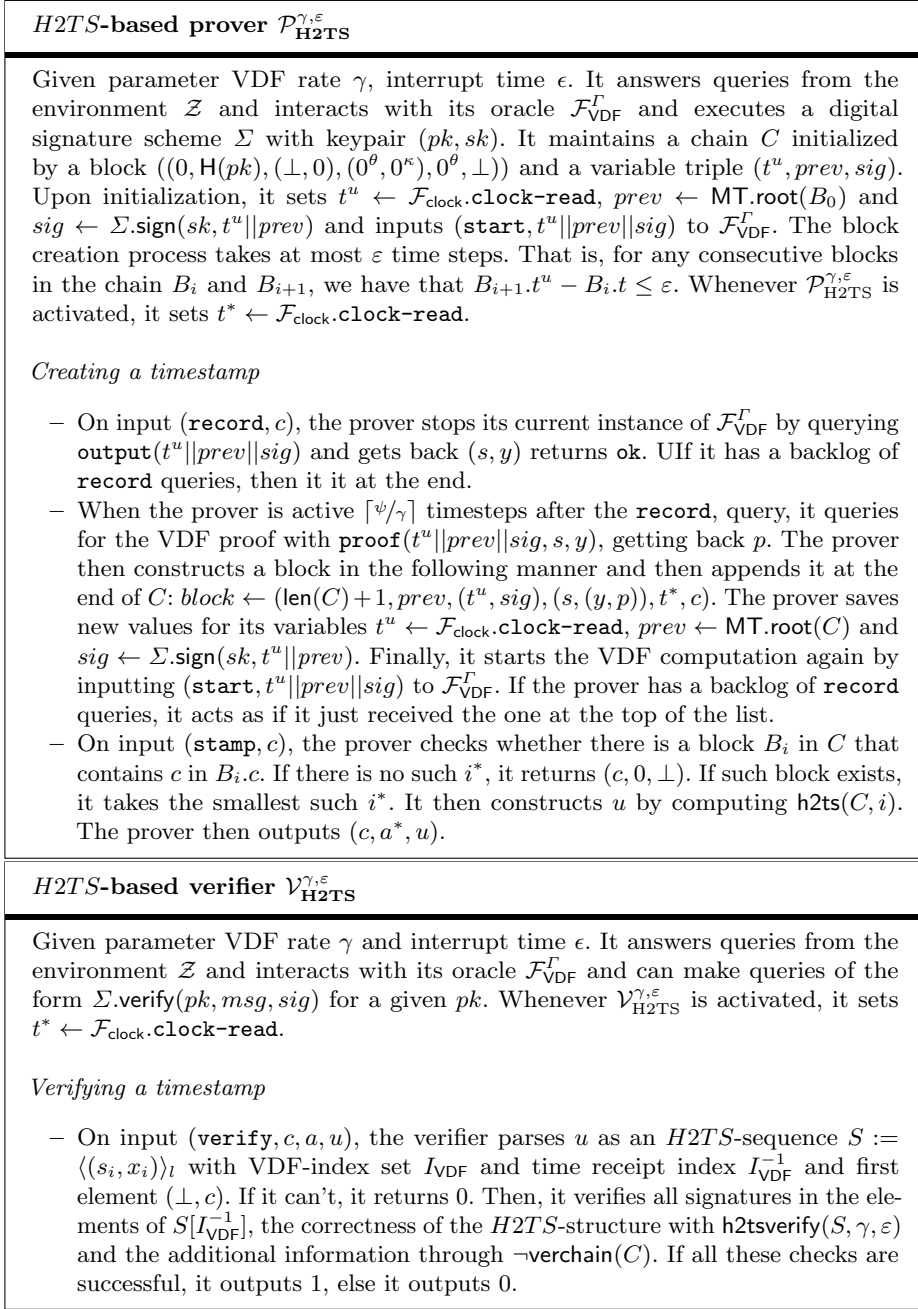 H2TS-based prover 𝒫^{γ,ε}_{H2TS}
Given parameter VDF rate γ, interrupt time ϵ. It answers queries from the
environment 𝒵 and interacts with its oracle ℱ^Γ_VDF and executes a digital
signature scheme Σ with keypair (pk, sk). It maintains a chain C initialized
by a block ((0, H(pk), (⊥, 0), (0^θ, 0^κ), 0^θ, ⊥)) and a variable triple (t^u, prev, sig).
Upon initialization, it sets t^u ← ℱ_clock.clock-read, prev ← MT.root(B_0) and
sig ← Σ.sign(sk, t^u||prev) and inputs (start, t^u||prev||sig) to ℱ^Γ_VDF. The block
creation process takes at most ε time steps. That is, for any consecutive blocks
in the chain B_i and B_{i+1}, we have that B_{i+1}.t^u − B_i.t ≤ ε. Whenever 𝒫^{γ,ε}_{H2TS} is
activated, it sets t^* ← ℱ_clock.clock-read.
Creating a timestamp
– On input (record, c), the prover stops its current instance of ℱ^Γ_VDF by querying
output(t^u||prev||sig) and gets back (s, y) returns ok. UIf it has a backlog of
record queries, then it it at the end.
– When the prover is active ⌈ψ/γ⌉ timesteps after the record, query, it queries
for the VDF proof with proof(t^u||prev||sig, s, y), getting back p. The prover
then constructs a block in the following manner and then appends it at the
end of C: block ← (len(C)+1, prev, (t^u, sig), (s, (y, p)), t^*, c). The prover saves
new values for its variables t^u ← ℱ_clock.clock-read, prev ← MT.root(C) and
sig ← Σ.sign(sk, t^u||prev). Finally, it starts the VDF computation again by
inputting (start, t^u||prev||sig) to ℱ^Γ_VDF. If the prover has a backlog of record
queries, it acts as if it just received the one at the top of the list.
– On input (stamp, c), the prover checks whether there is a block B_i in C that
contains c in B_i.c. If there is no such i^*, it returns (c, 0, ⊥). If such block exists,
it takes the smallest such i^*. It then constructs u by computing h2ts(C, i).
The prover then outputs (c, a^*, u).
H2TS-based verifier 𝒱^{γ,ε}_{H2TS}
Given parameter VDF rate γ and interrupt time ϵ. It answers queries from the
environment 𝒵 and interacts with its oracle ℱ^Γ_VDF and can make queries of the
form Σ.verify(pk, msg, sig) for a given pk. Whenever 𝒱^{γ,ε}_{H2TS} is activated, it sets
t^* ← ℱ_clock.clock-read.
Verifying a timestamp
– On input (verify, c, a, u), the verifier parses u as an H2TS-sequence S :=
⟨(s_i, x_i)⟩_l with VDF-index set I_VDF and time receipt index I^{-1}_VDF and first
element (⊥, c). If it can't, it returns 0. Then, it verifies all signatures in the ele-
ments of S[I^{-1}_VDF], the correctness of the H2TS-structure with h2tsverify(S, γ, ε)
and the additional information through ¬verchain(C). If all these checks are
successful, it outputs 1, else it outputs 0.